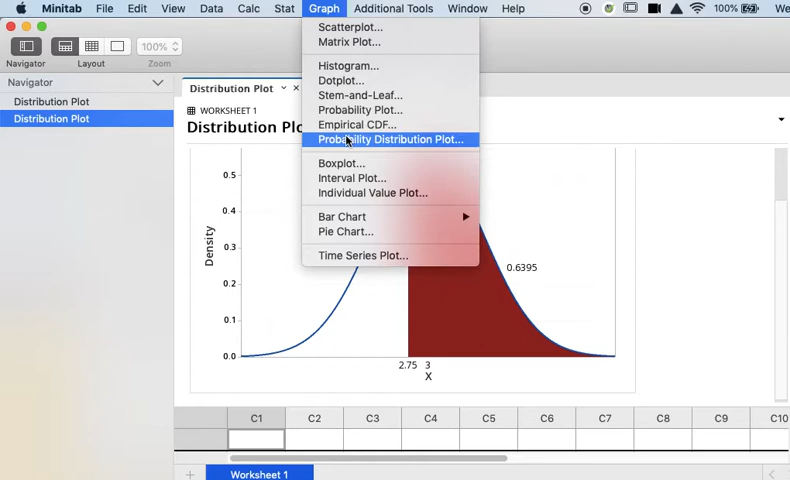 Minitab File Edit View Data Calc Stat Graph Additional Tools Window Help 100% We
100%
Navigator Layout Zoom
Navigator
Distribution Plot
Distribution Plot
Distribution Plot
WORKSHEET 1
Distribution Plo
Scatterplot...
Matrix Plot...
Histogram...
Dotplot...
Stem-and-Leaf...
Probability Plot...
Empirical CDF...
Probability Distribution Plot...
Boxplot...
Interval Plot...
Individual Value Plot...
Bar Chart
Pie Chart...
Time Series Plot...
Density
0.5
0.4
0.3
0.2
0.1
0.0
0.6395
2.75 3
X
C1 C2 C3 C4 C5 C6 C7 C8 C9 C10
+ Worksheet 1